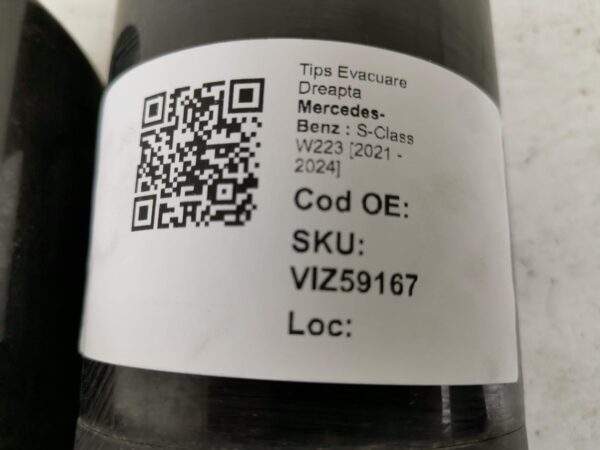 Tips Evacuare
Dreapta
Mercedes-
Benz : S-Class
W223 [2021 -
2024]
Cod OE:
SKU:
VIZ59167
Loc: